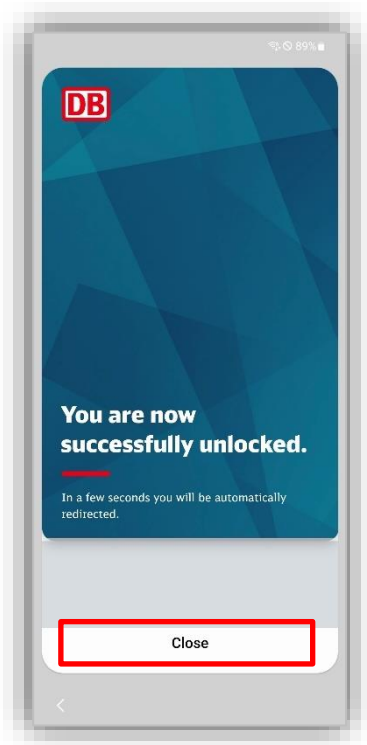 89%
DB
You are now
successfully unlocked.
In a few seconds you will be automatically
redirected.
Close